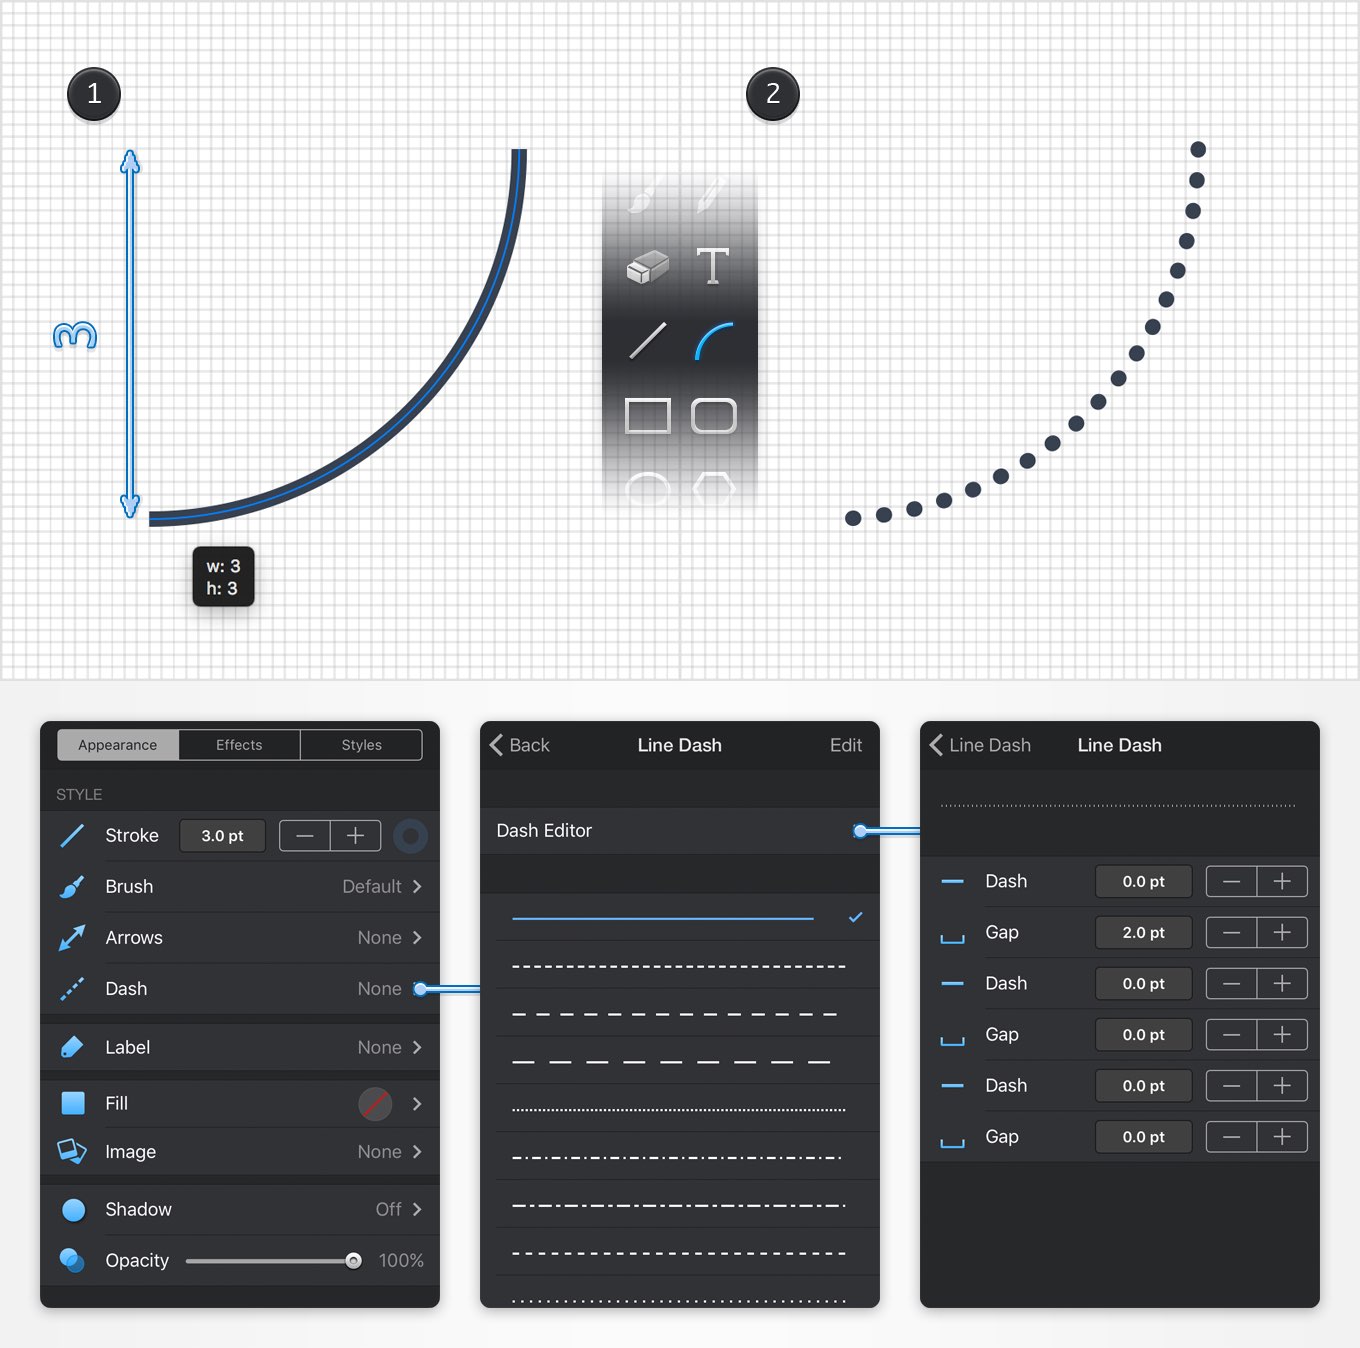 1
2
3
T
w: 3
h: 3
Appearance Effects Styles
STYLE
Stroke 3.0 pt
Brush Default
Arrows None
Dash None
Label None
Fill
Image None
Shadow Off
Opacity 100%
Back Line Dash Edit
Dash Editor
Line Dash Line Dash
Dash 0.0 pt
Gap 2.0 pt
Dash 0.0 pt
Gap 0.0 pt
Dash 0.0 pt
Gap 0.0 pt